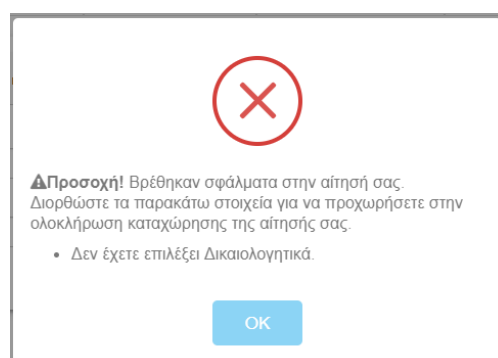 Προσοχή! Βρέθηκαν σφάλματα στην αίτησή σας.
Διορθώστε τα παρακάτω στοιχεία για να προχωρήσετε στην
ολοκλήρωση καταχώρησης της αίτησής σας.
• Δεν έχετε επιλέξει Δικαιολογητικά.
OK